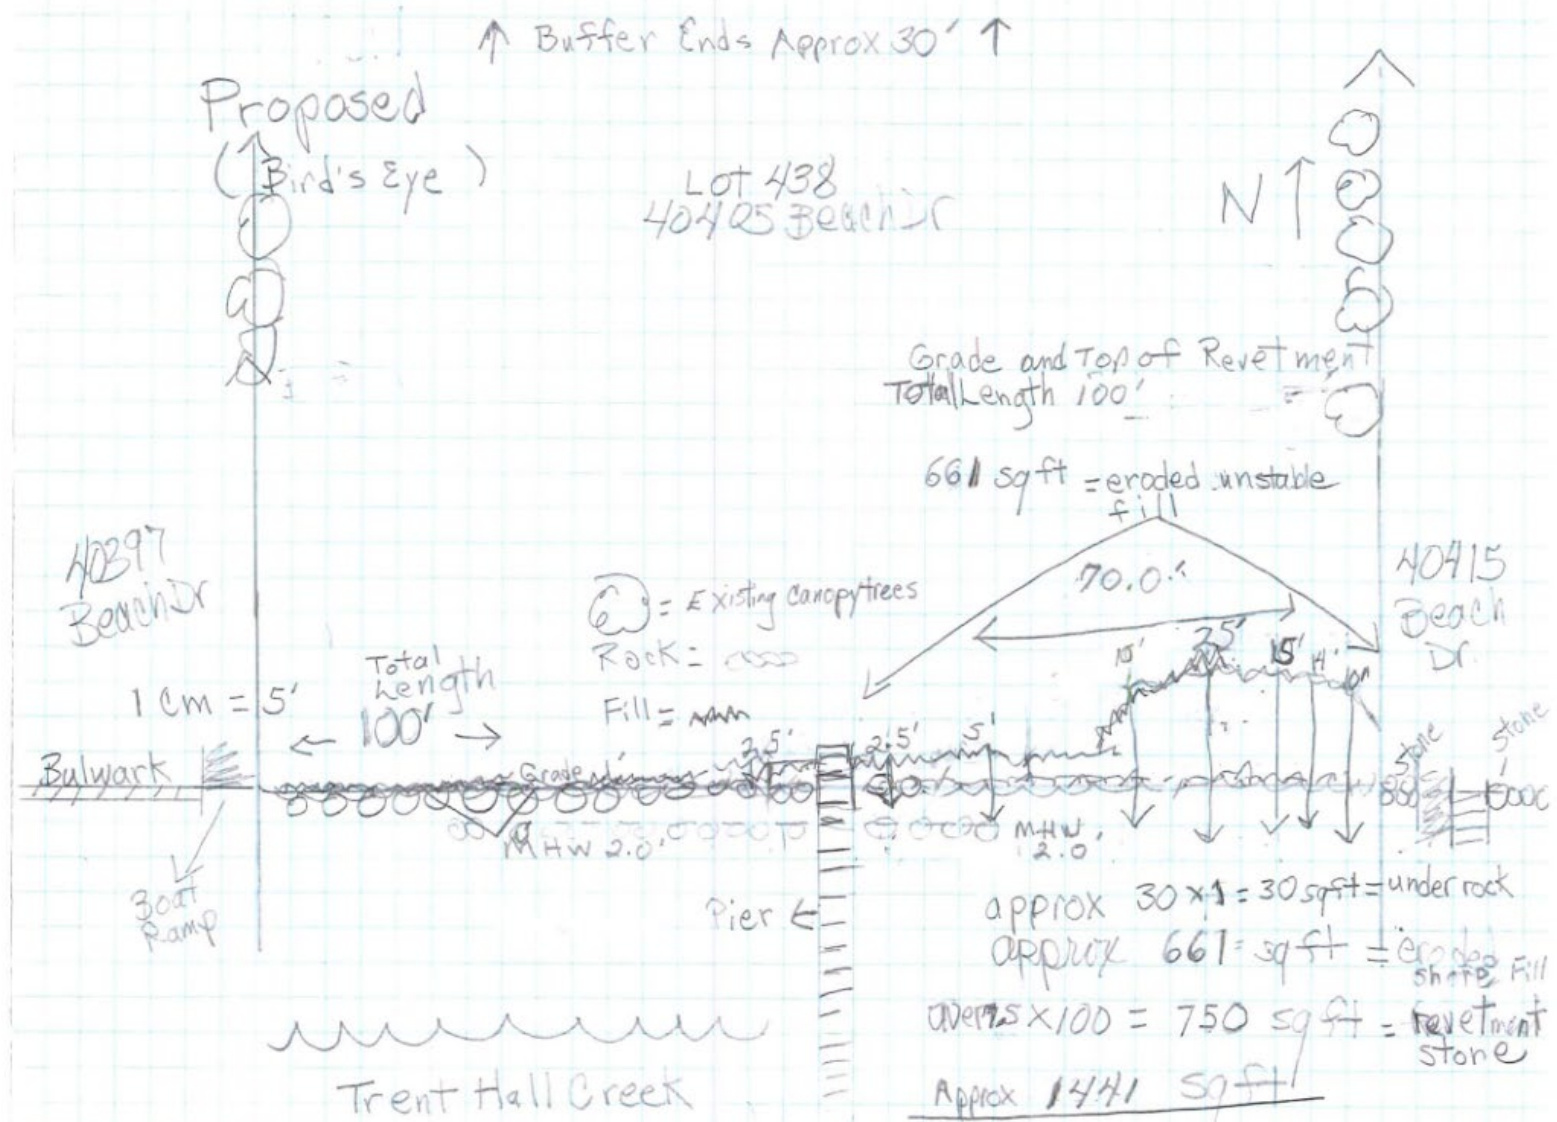 ↑ Buffer Ends Approx 30' ↑
Proposed
(Bird's Eye)
Lot 438
40405 Beach Dr
N ↑
Grade and Top of Revetment
Total Length 100'
661 sq ft = eroded unstable
fill
70.0'
40397
Beach Dr
40415
Beach
Dr.
= Existing Canopy trees
Rock =
Fill =
1 Cm = 5'
Total
Length
100'
15'
14'
2.5'
2.5'
5'
Grade
Bulwark
Stone
Stone
MHW 2.0'
MHW
2.0'
Boat
Ramp
Pier ←
approx 30 x 1 = 30 sq ft = under rock
approx 661 sq ft = eroded
shore Fill
x 100 = 750 sq ft = revetment
stone
Approx 1441 sq ft
Trent Hall Creek